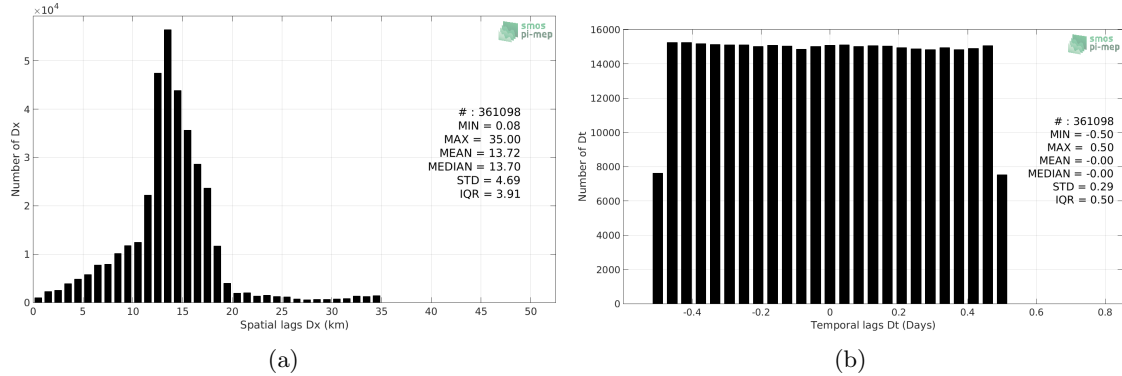 ×10⁴
5
4
3
2
1
0
Number of Dx
0 5 10 15 20 25 30 35 40 45 50
Spatial lags Dx (km)
smos
pi-mep
# : 361098
MIN = 0.08
MAX = 35.00
MEAN = 13.72
MEDIAN = 13.70
STD = 4.69
IQR = 3.91
(a)
16000
14000
12000
10000
8000
6000
4000
2000
0
Number of Dt
-0.4 -0.2 0 0.2 0.4 0.6 0.8
Temporal lags Dt (Days)
smos
pi-mep
# : 361098
MIN = -0.50
MAX = 0.50
MEAN = -0.00
MEDIAN = -0.00
STD = 0.29
IQR = 0.50
(b)